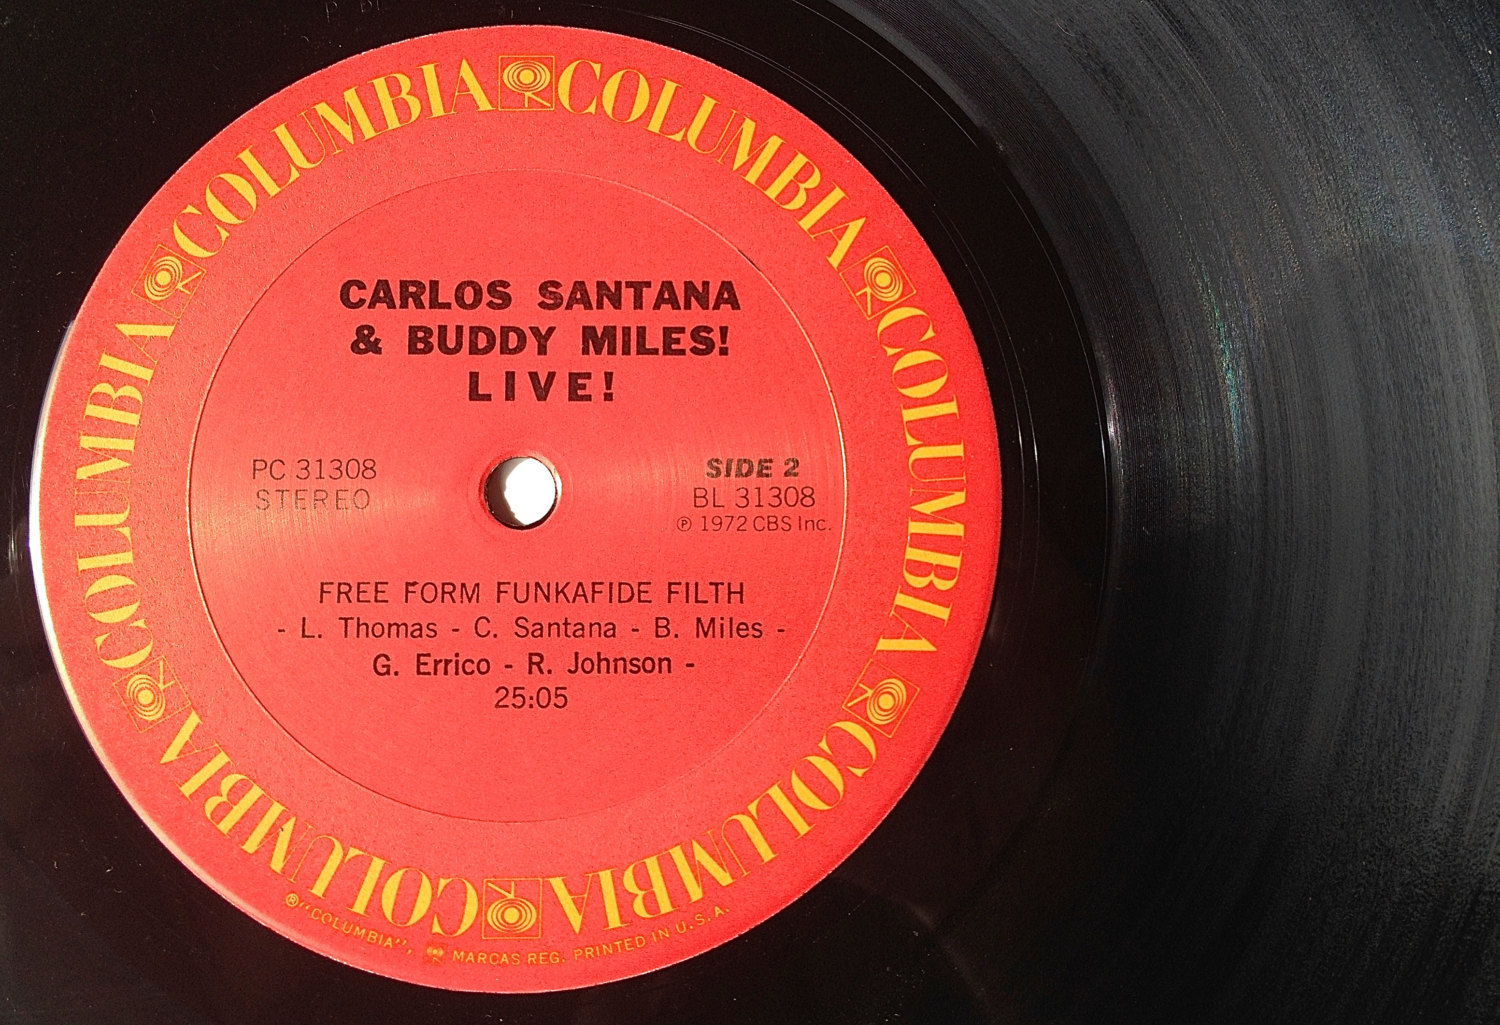 COLUMBIA COLUMBIA COLUMBIA COLUMBIA COLUMBIA COLUMBIA
CARLOS SANTANA
& BUDDY MILES!
LIVE!
PC 31308
STEREO
SIDE 2
BL 31308
℗ 1972 CBS Inc.
FREE FORM FUNKAFIDE FILTH
- L. Thomas - C. Santana - B. Miles -
G. Errico - R. Johnson -
25:05
®"COLUMBIA", MARCAS REG. PRINTED IN U.S.A.